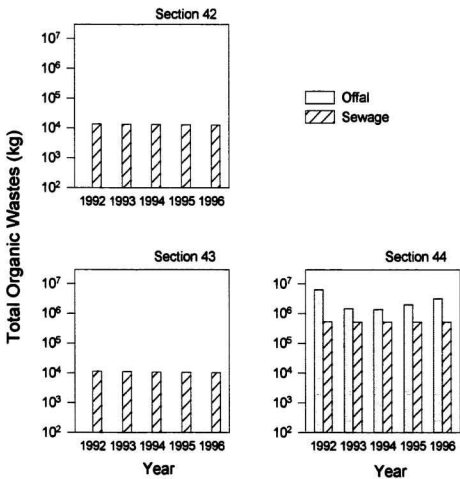 Section 42
10⁷
10⁶
10⁵
10⁴
10³
10²
1992 1993 1994 1995 1996
Offal
Sewage
Total Organic Wastes (kg)
Section 43
10⁷
10⁶
10⁵
10⁴
10³
10²
1992 1993 1994 1995 1996
Year
Section 44
10⁷
10⁶
10⁵
10⁴
10³
10²
1992 1993 1994 1995 1996
Year